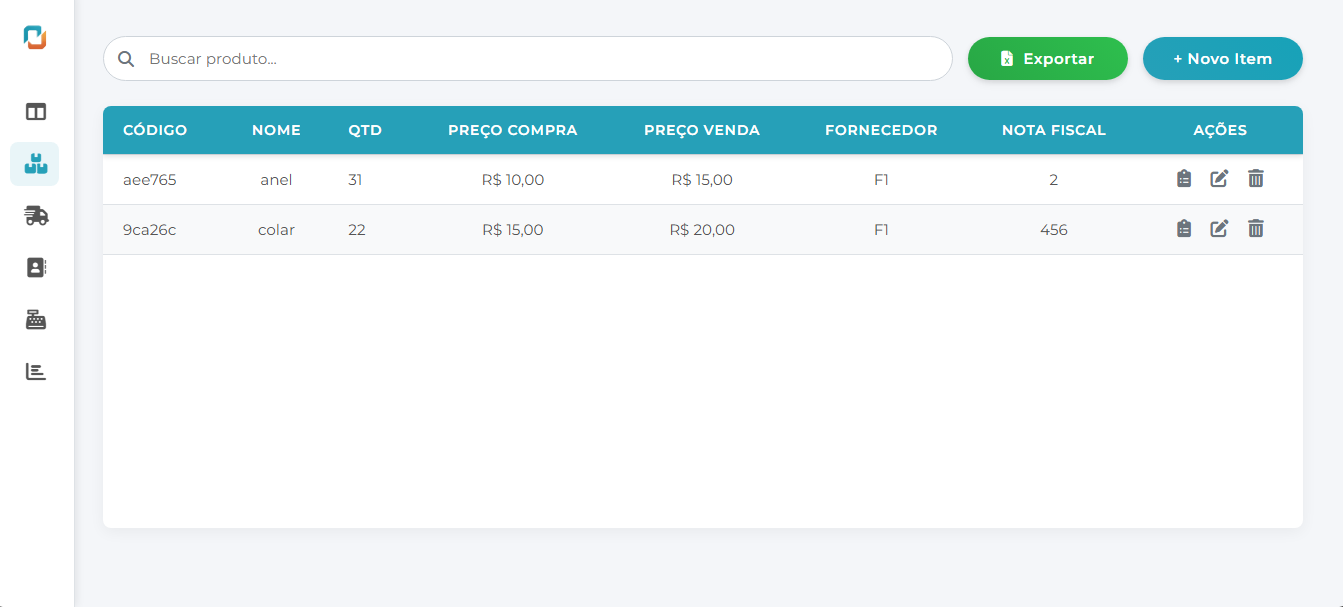 Buscar produto...
Exportar
+ Novo Item
CÓDIGO NOME QTD PREÇO COMPRA PREÇO VENDA FORNECEDOR NOTA FISCAL AÇÕES
aee765 anel 31 R$ 10,00 R$ 15,00 F1 2
9ca26c colar 22 R$ 15,00 R$ 20,00 F1 456